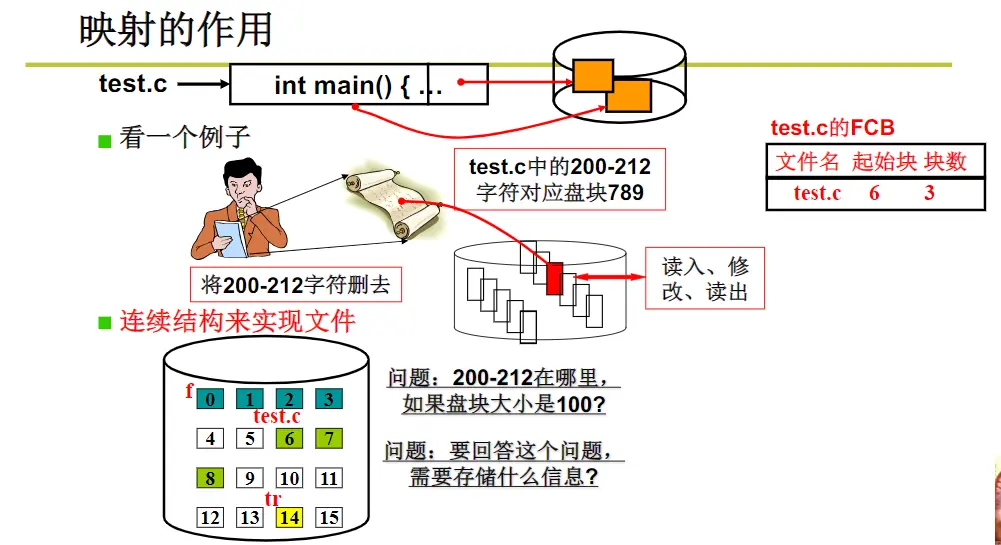 映射的作用
test.c
int main() { ...
看一个例子
test.c的FCB
文件名 起始块 块数
test.c 6 3
test.c中的200-212
字符对应盘块789
将200-212字符删去
读入、修
改、读出
连续结构来实现文件
f
0 1 2 3
test.c
4 5 6 7
8 9 10 11
tr
12 13 14 15
问题：200-212在哪里，
如果盘块大小是100?
问题：要回答这个问题，
需要存储什么信息?